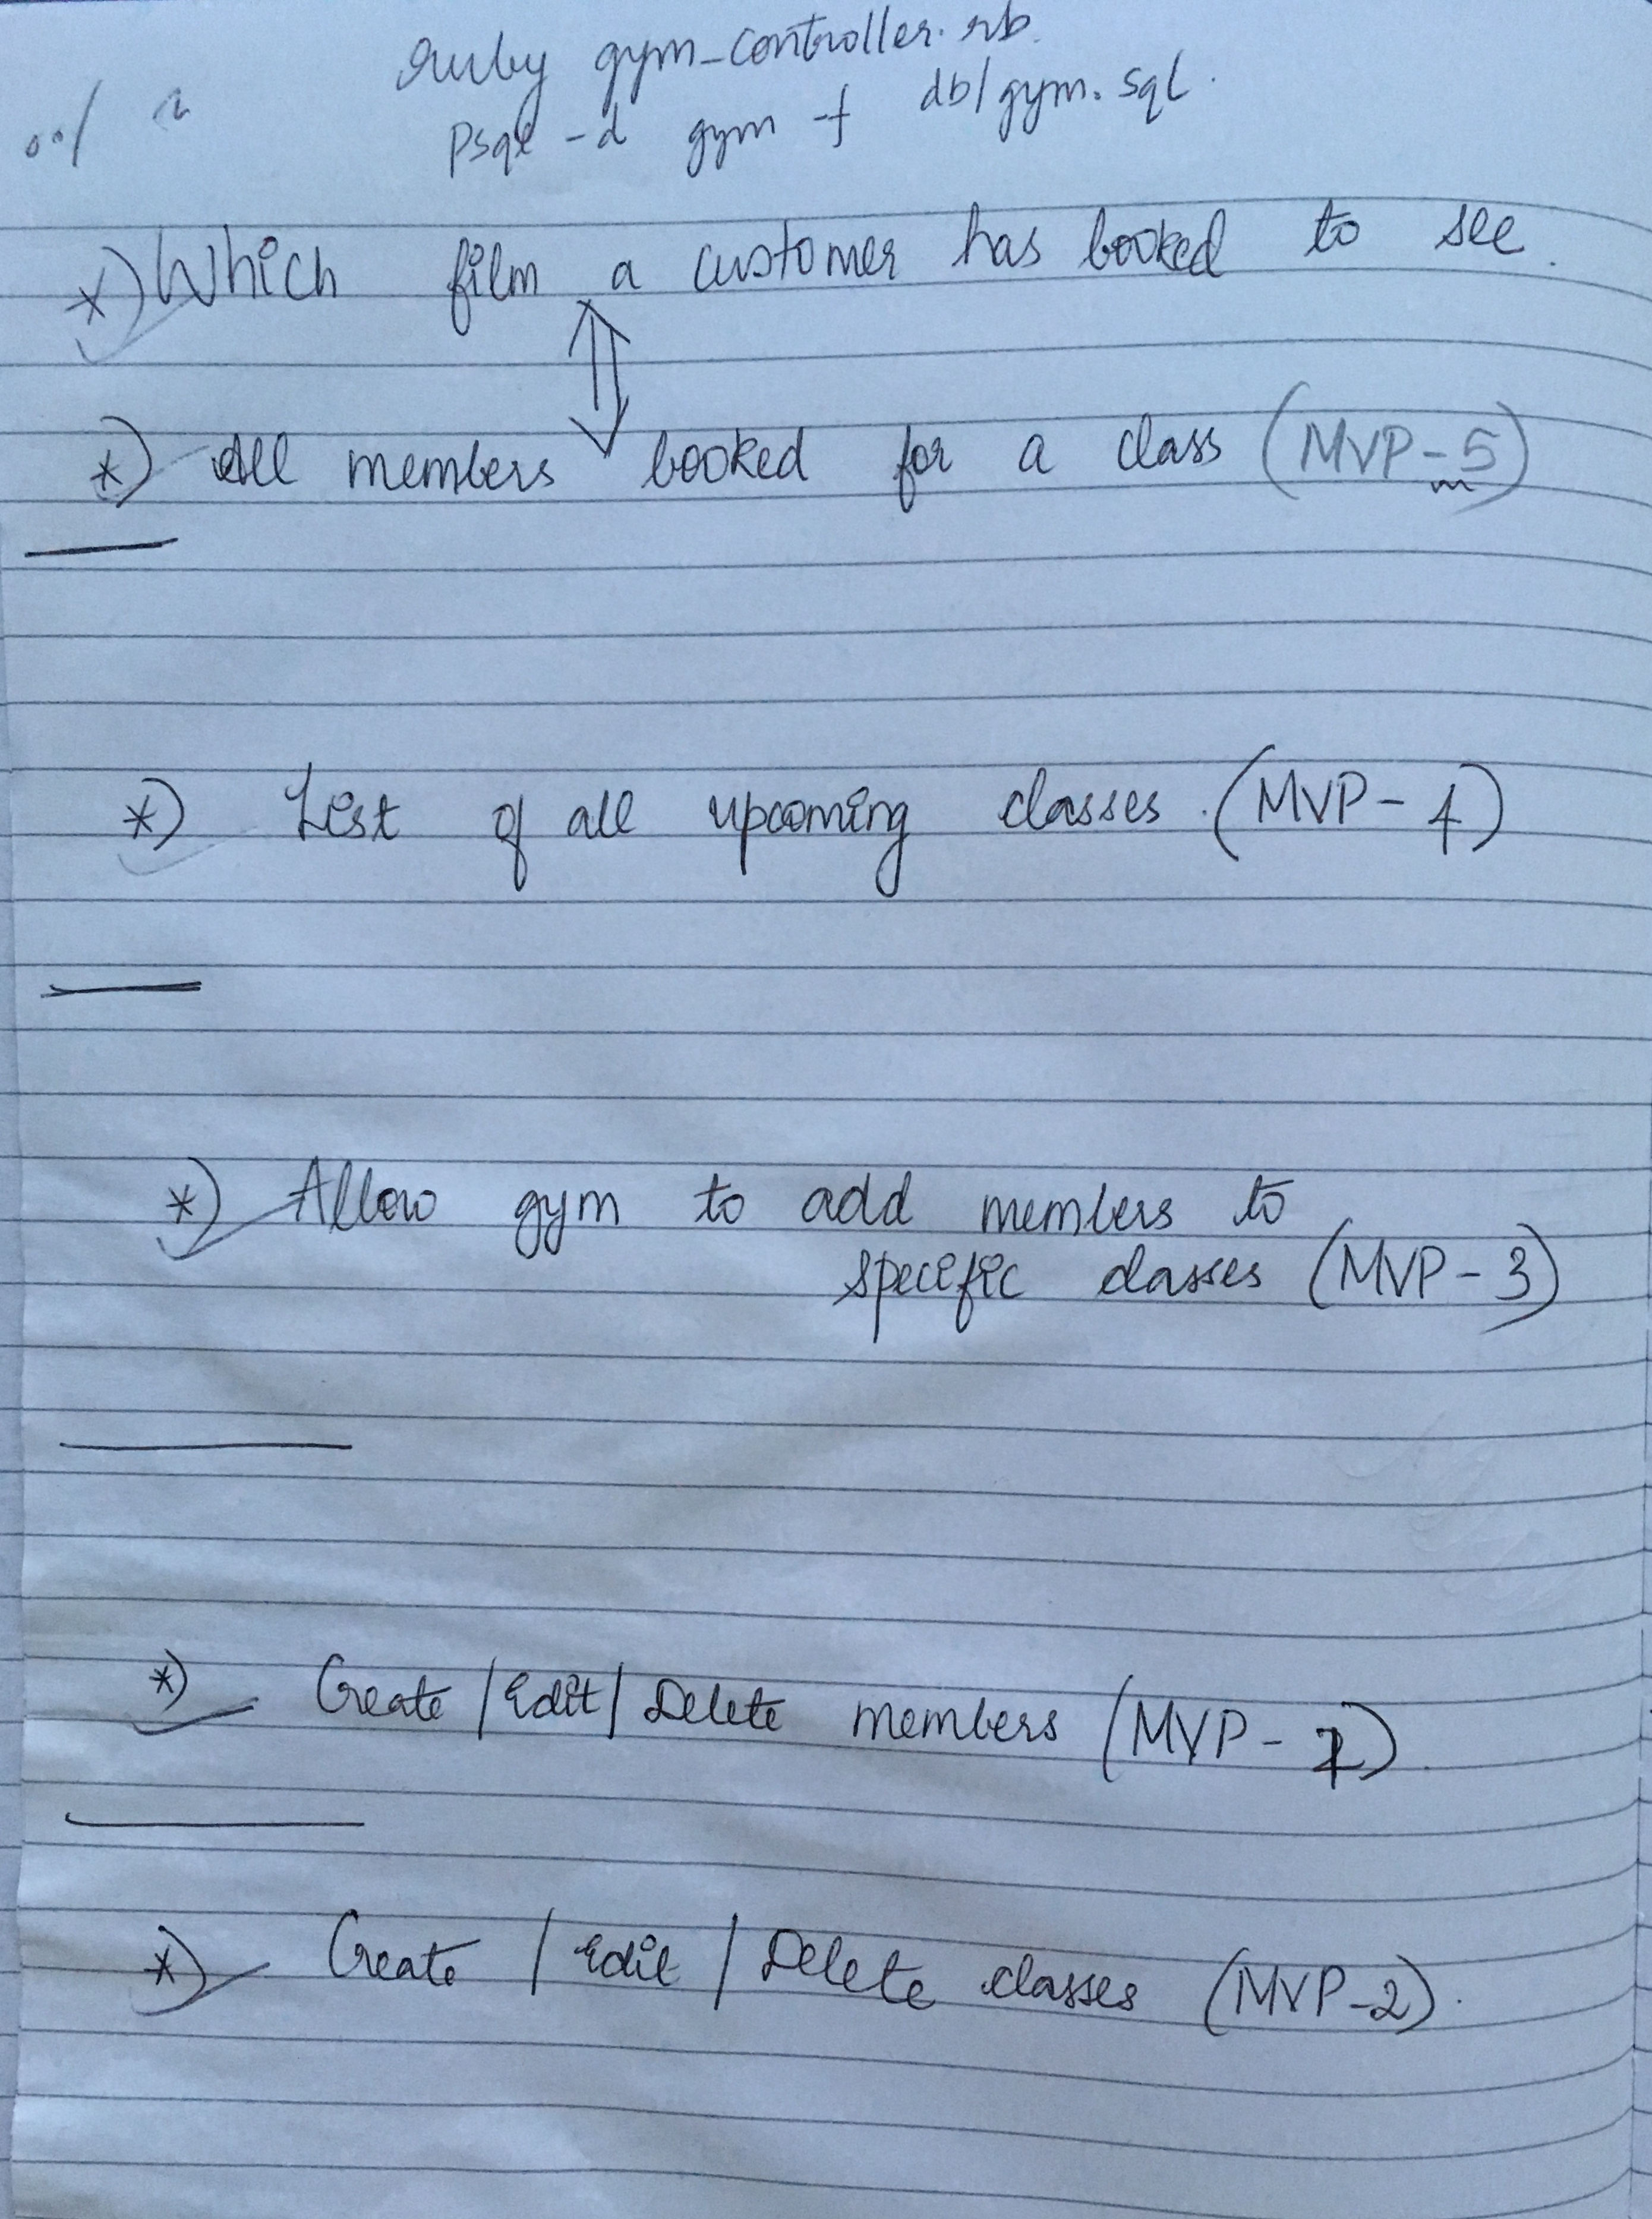 ruby gym_controller.rb.
psql -d gym -f db/gym.sql.
*) Which film a customer has booked to see.
*) All members booked for a class (MVP-5)
*) List of all upcoming classes. (MVP-4)
*) Allow gym to add members to
specific classes (MVP-3)
*) Create/Edit/Delete members (MVP-1).
*) Create/Edit/Delete classes (MVP-2).